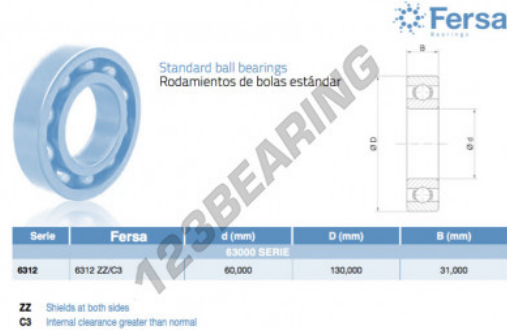 Fersa
Bearings
Standard ball bearings
Rodamientos de bolas estándar
B
Ø D
Ø d
123BEARING
Serie Fersa d (mm) D (mm) B (mm)
63000 SERIE
6312 6312 ZZ/C3 60,000 130,000 31,000
ZZ Shields at both sides
C3 Internal clearance greater than normal